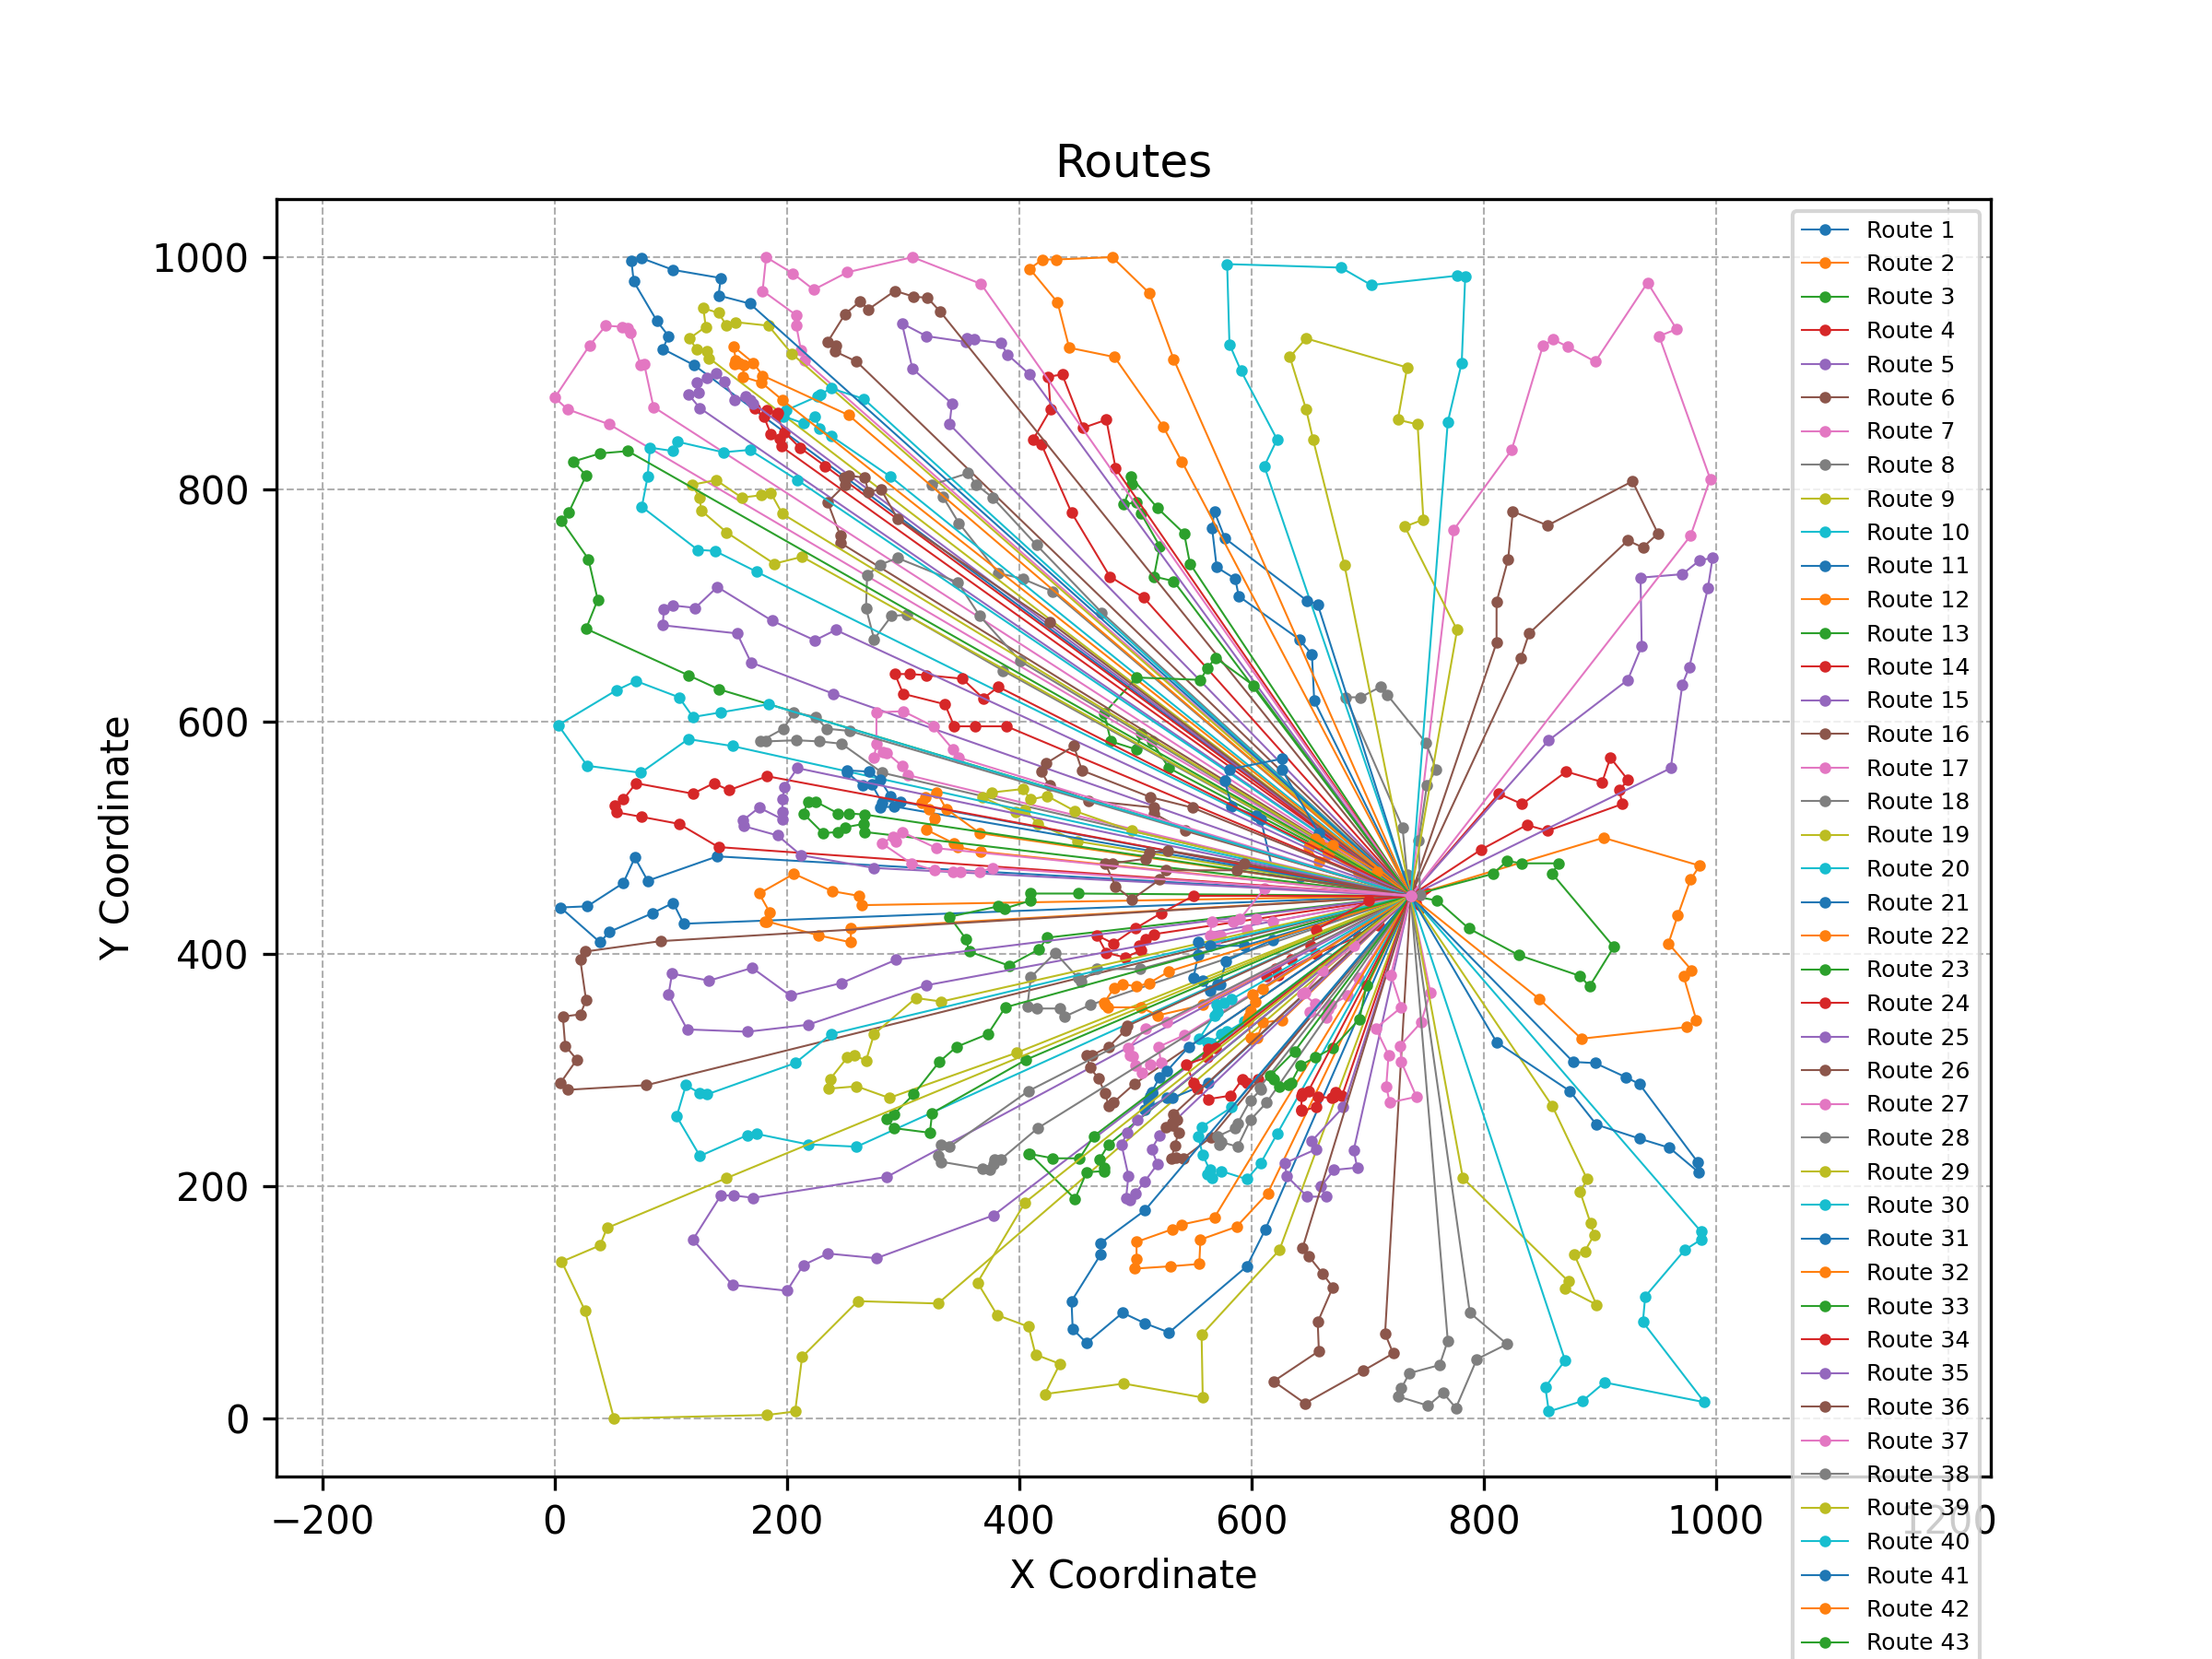 Routes
1000
800
600
400
200
0
−200
0
200
400
600
800
1000
1200
X Coordinate
Y Coordinate
Route 1
Route 2
Route 3
Route 4
Route 5
Route 6
Route 7
Route 8
Route 9
Route 10
Route 11
Route 12
Route 13
Route 14
Route 15
Route 16
Route 17
Route 18
Route 19
Route 20
Route 21
Route 22
Route 23
Route 24
Route 25
Route 26
Route 27
Route 28
Route 29
Route 30
Route 31
Route 32
Route 33
Route 34
Route 35
Route 36
Route 37
Route 38
Route 39
Route 40
Route 41
Route 42
Route 43